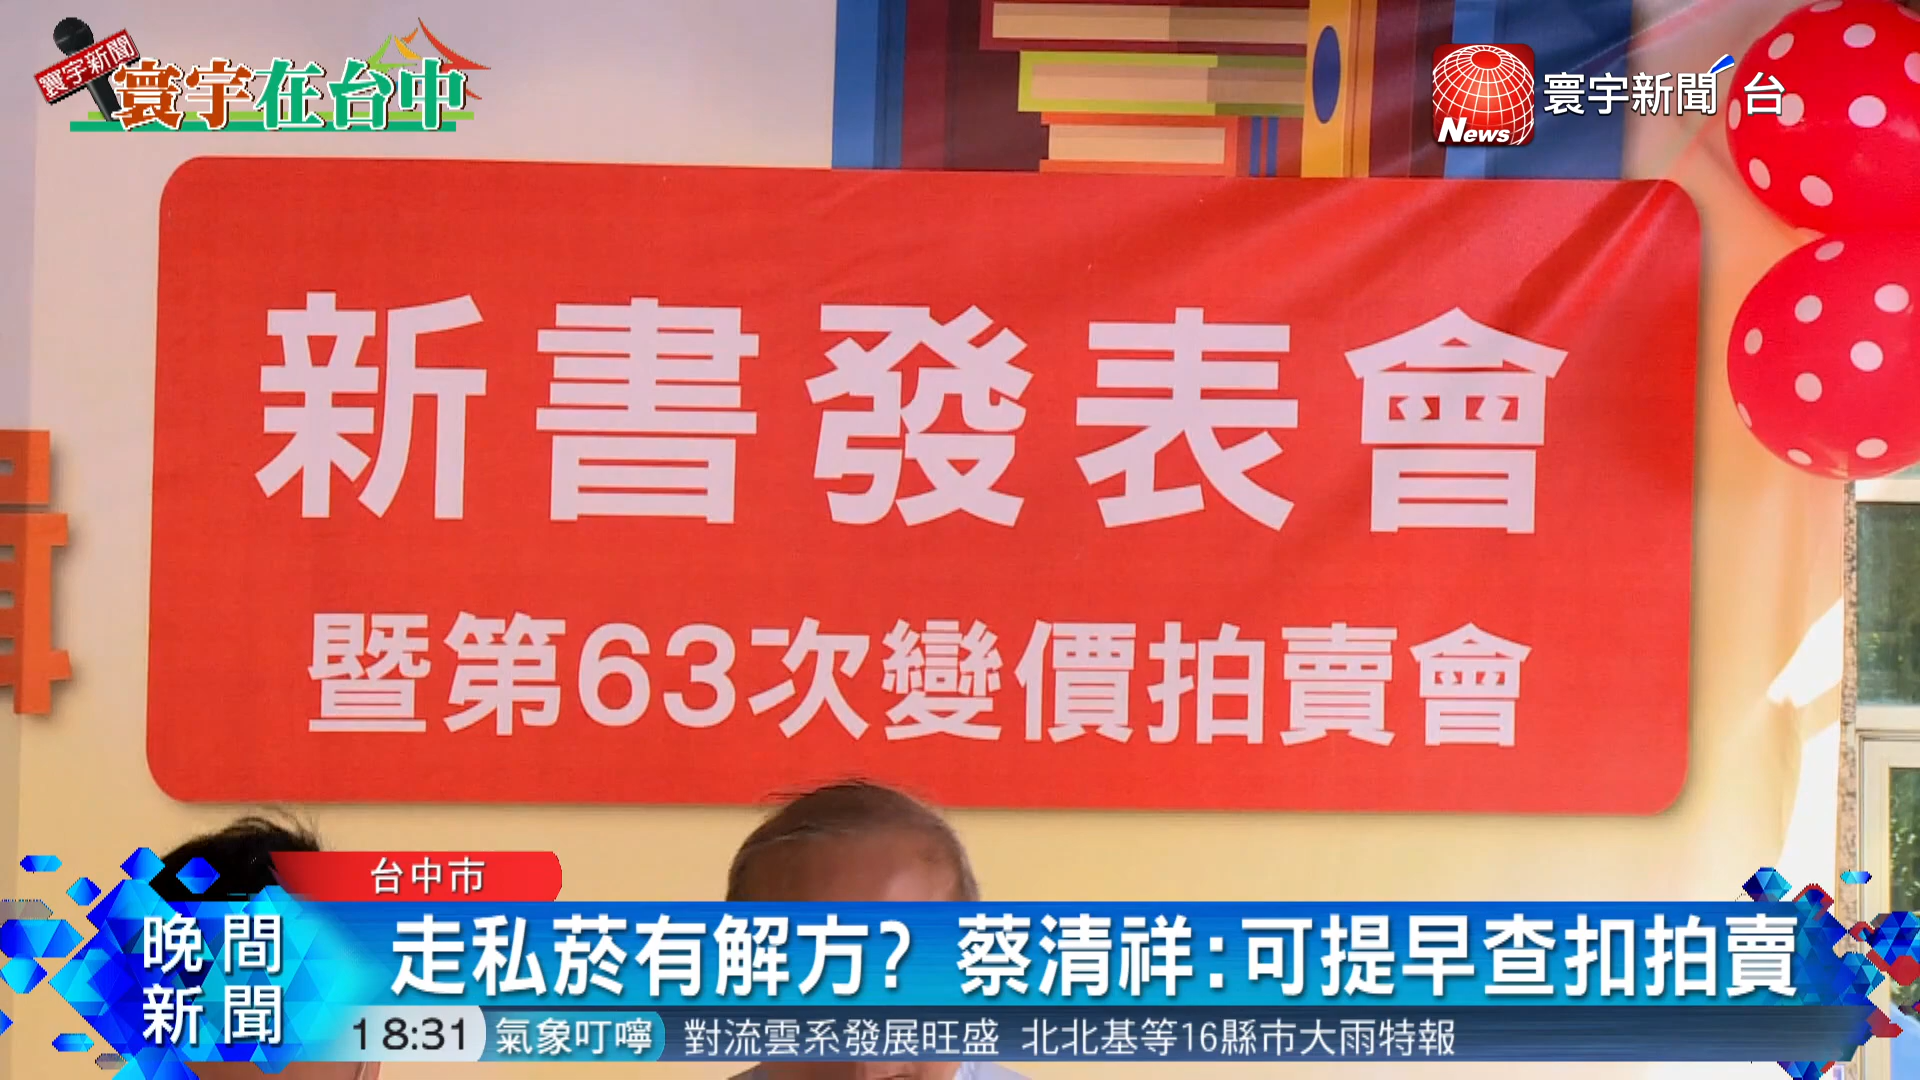 寰宇新聞
寰宇在台中
News
寰宇新聞 台
新書發表會
暨第63次變價拍賣會
台中市
晚間
新聞
走私菸有解方? 蔡清祥:可提早查扣拍賣
18:31
氣象叮嚀
對流雲系發展旺盛 北北基等16縣市大雨特報